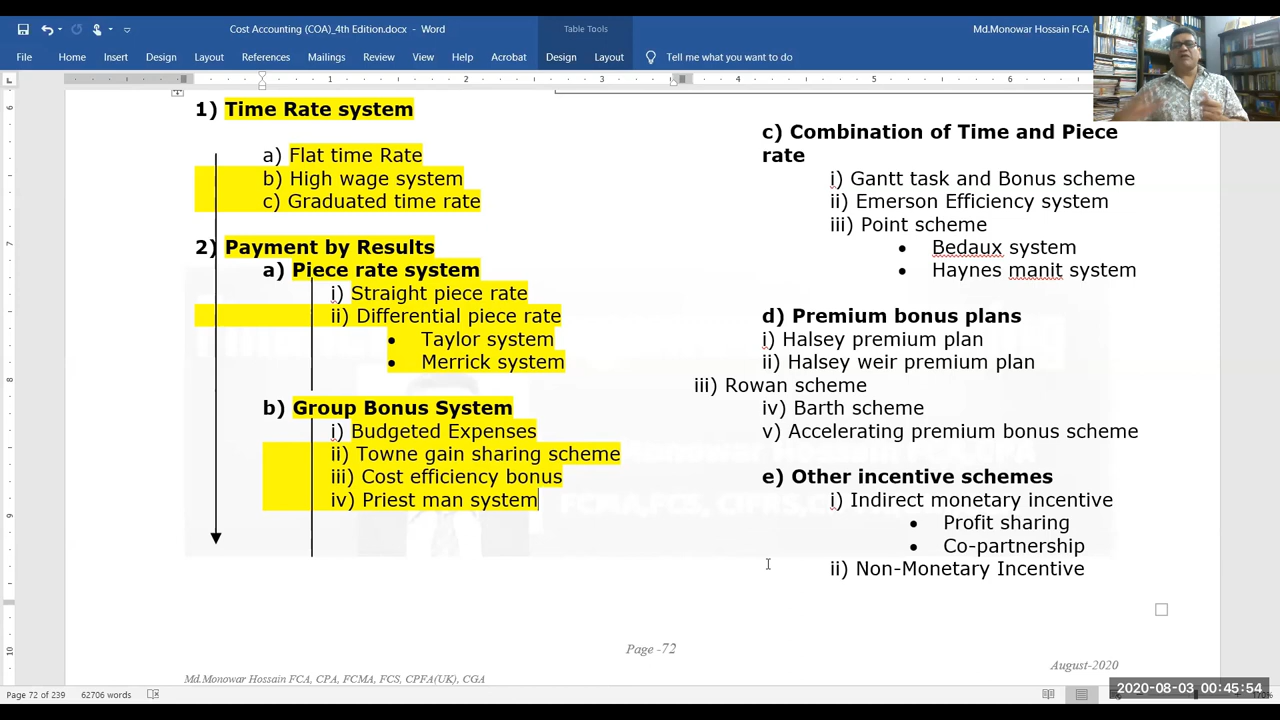 Cost Accounting (COA)_4th Edition.docx - Word
Table Tools
Md.Monowar Hossain FCA
File Home Insert Design Layout References Mailings Review View Help Acrobat Design Layout Tell me what you want to do
1 2 4 5 6
1) Time Rate system
a) Flat time Rate
b) High wage system
c) Graduated time rate
2) Payment by Results
a) Piece rate system
i) Straight piece rate
ii) Differential piece rate
• Taylor system
• Merrick system
b) Group Bonus System
i) Budgeted Expenses
ii) Towne gain sharing scheme
iii) Cost efficiency bonus
iv) Priest man system
c) Combination of Time and Piece
rate
i) Gantt task and Bonus scheme
ii) Emerson Efficiency system
iii) Point scheme
• Bedaux system
• Haynes manit system
d) Premium bonus plans
i) Halsey premium plan
ii) Halsey weir premium plan
iii) Rowan scheme
iv) Barth scheme
v) Accelerating premium bonus scheme
e) Other incentive schemes
i) Indirect monetary incentive
• Profit sharing
• Co-partnership
ii) Non-Monetary Incentive
Page -72
August-2020
Md.Monowar Hossain FCA, CPA, FCMA, FCS, CPFA(UK), CGA
Page 72 of 239 62706 words
2020-08-03 00:45:54